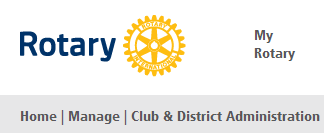 Rotary
ROTARY
INTERNATIONAL
My
Rotary
Home | Manage | Club & District Administration